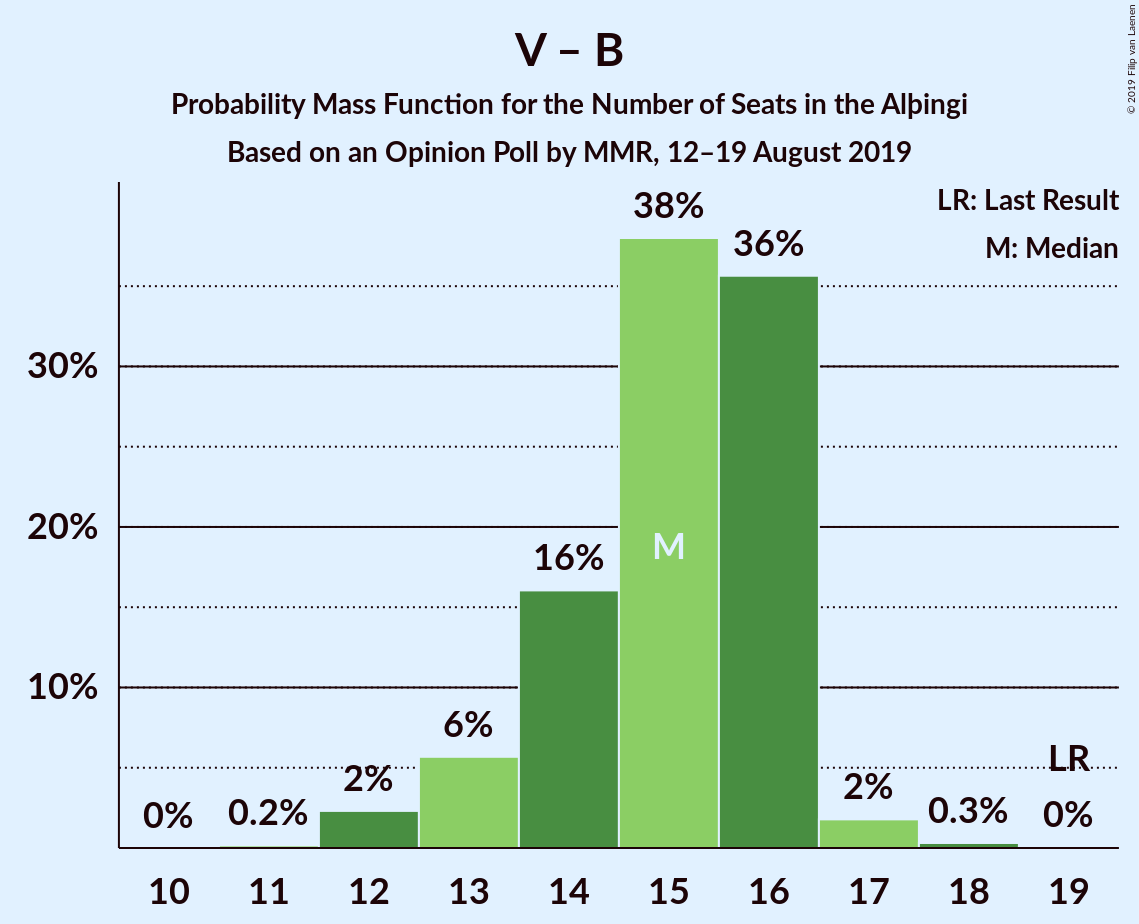 V – B
Probability Mass Function for the Number of Seats in the Alþingi
Based on an Opinion Poll by MMR, 12–19 August 2019
© 2019 Filip van Laenen
LR: Last Result
M: Median
38%
36%
30%
20%
16%
M
10%
6%
2%
0.2%
0%
2%
0.3%
LR
0%
10 11 12 13 14 15 16 17 18 19